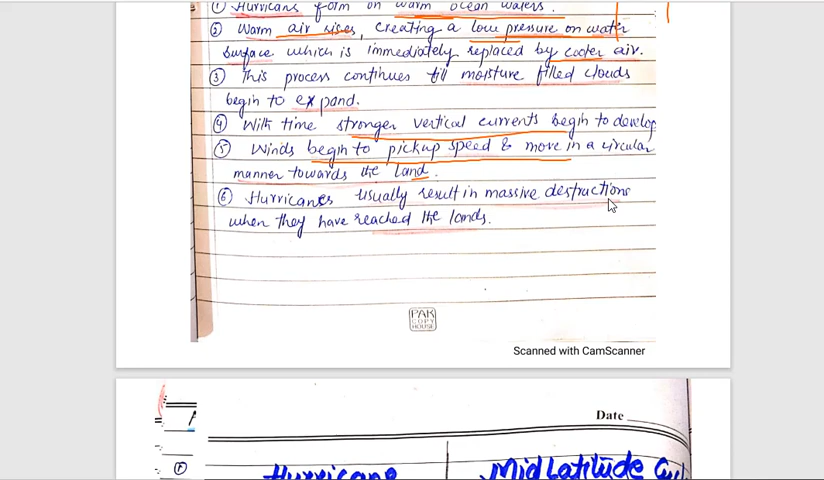 ① Hurricans form on warm ocean waters.
② Warm air rises, creating a low pressure on water
surface which is immediately replaced by cooler air.
③ This process continues till moisture filled clouds
begin to expand.
④ With time stronger vertical currents begin to develop
⑤ Winds begin to pickup speed & move in a circular
manner towards the land.
⑥ Hurricanes usually result in massive destructions
when they have reached the lands.
PAK
COPY
HOUSE
Scanned with CamScanner
Date
Hurricane
MidLatitude